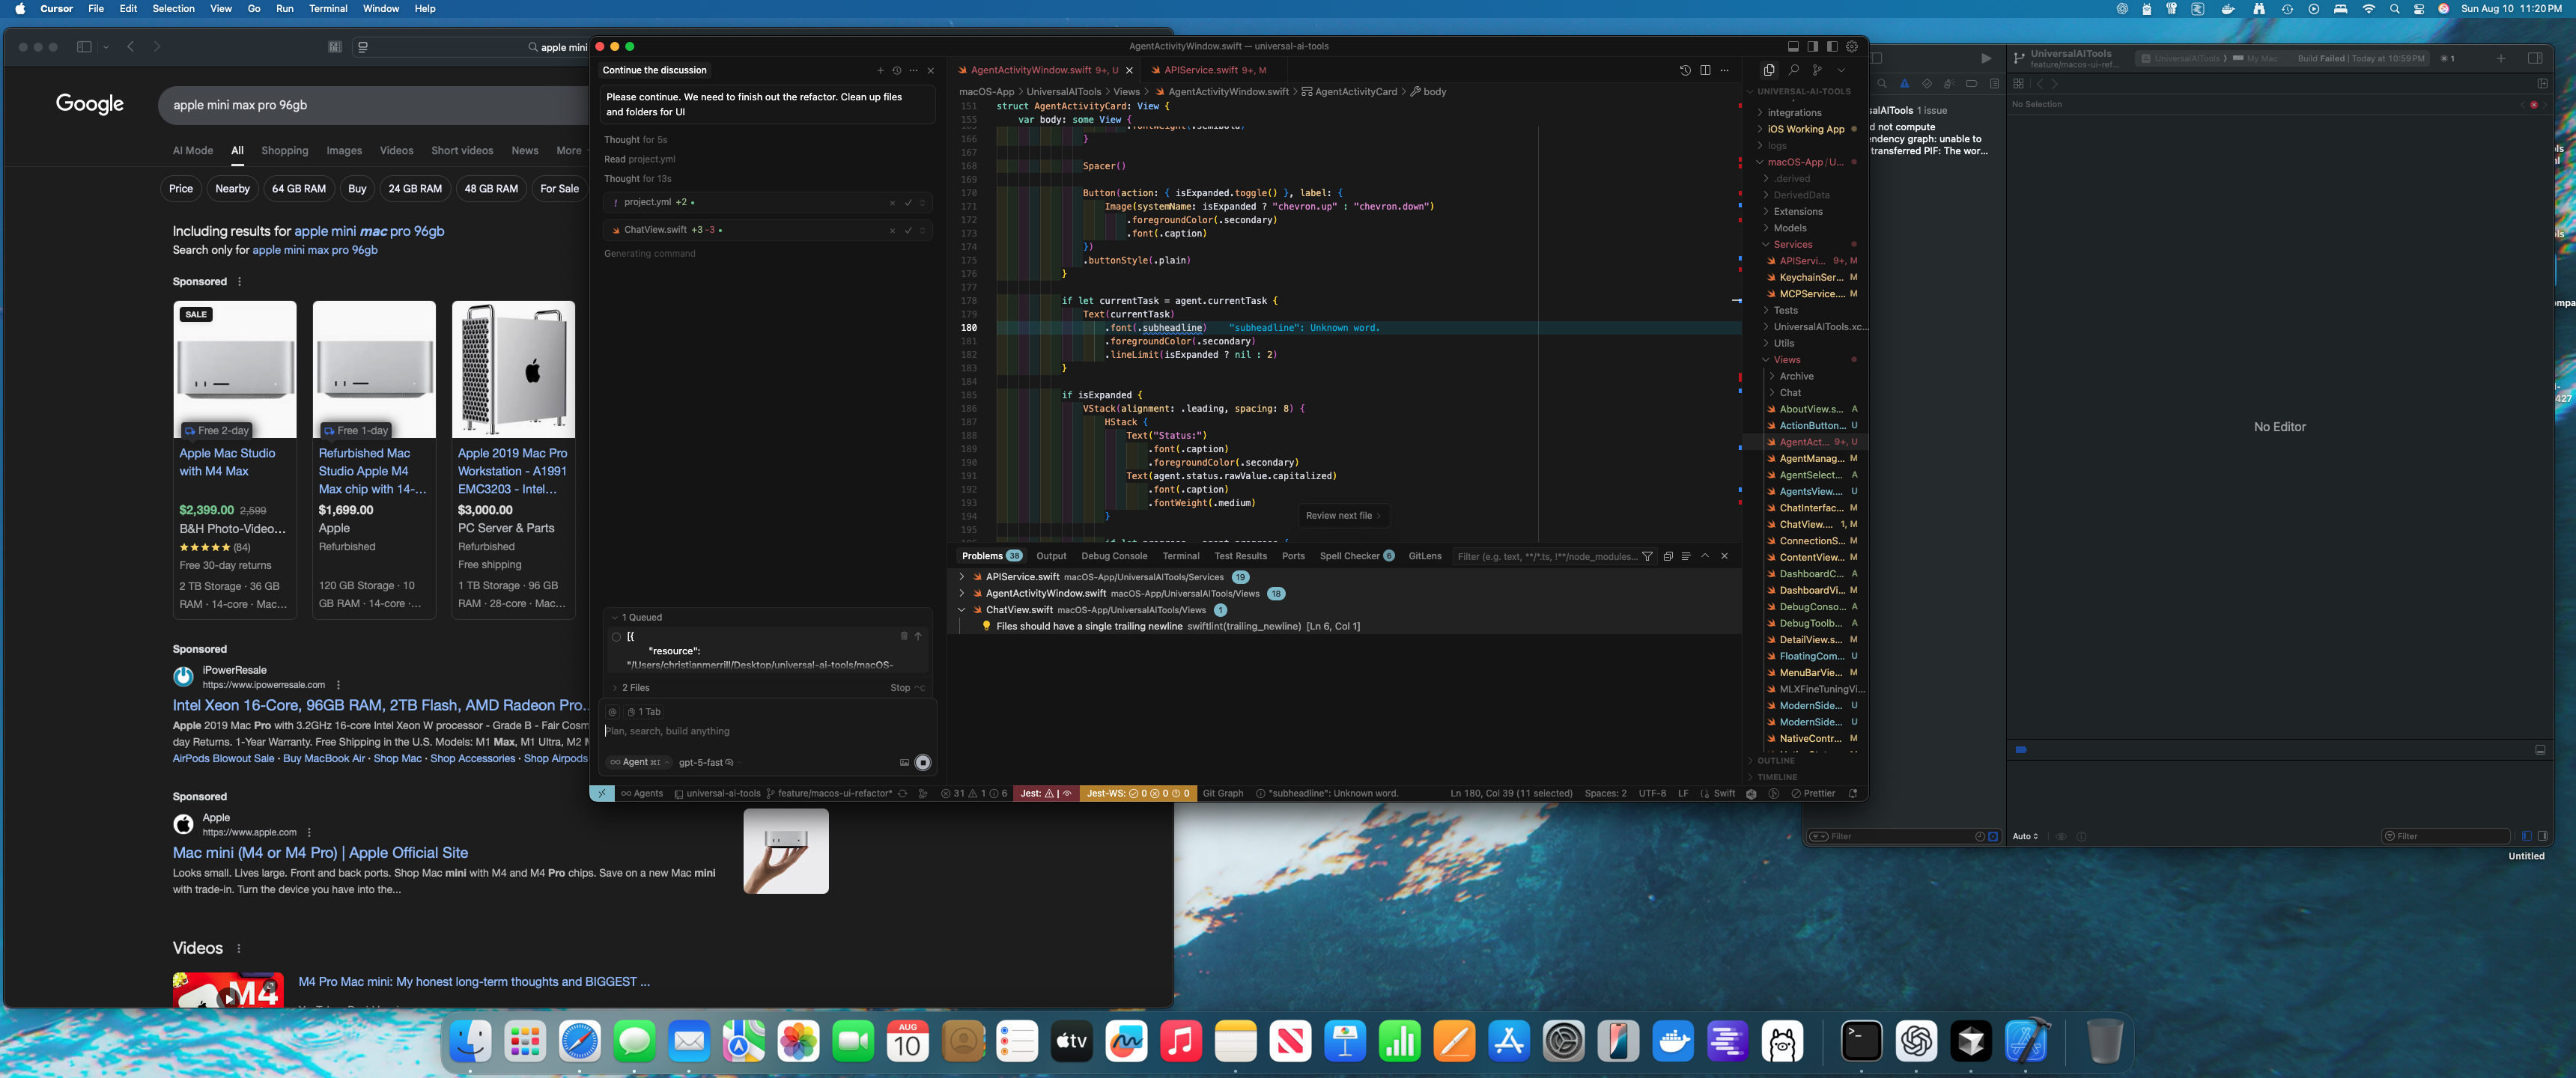 Cursor File Edit Selection View Go Run Terminal Window Help
Sun Aug 10 11:20 PM
apple mini
Google
apple mini max pro 96gb
AI Mode All Shopping Images Videos Short videos News More
Price Nearby 64 GB RAM Buy 24 GB RAM 48 GB RAM For Sale
Including results for apple mini mac pro 96gb
Search only for apple mini max pro 96gb
Sponsored
SALE
Free 2-day
Apple Mac Studio
with M4 Max
$2,399.00 2,599
B&H Photo-Video...
(84)
Free 30-day returns
2 TB Storage · 36 GB
RAM · 14-core · Mac...
Free 1-day
Refurbished Mac
Studio Apple M4
Max chip with 14-...
$1,699.00
Apple
Refurbished
120 GB Storage · 10
GB RAM · 14-core ·...
Apple 2019 Mac Pro
Workstation - A1991
EMC3203 - Intel...
$3,000.00
PC Server & Parts
Refurbished
Free shipping
1 TB Storage · 96 GB
RAM · 28-core · Mac...
Sponsored
iPowerResale
https://www.ipowerresale.com
Intel Xeon 16-Core, 96GB RAM, 2TB Flash, AMD Radeon Pro...
Apple 2019 Mac Pro with 3.2GHz 16-core Intel Xeon W processor - Grade B - Fair Cosm
day Returns. 1-Year Warranty. Free Shipping in the U.S. Models: M1 Max, M1 Ultra, M2 M
AirPods Blowout Sale · Buy MacBook Air · Shop Mac · Shop Accessories · Shop Airpods
Sponsored
Apple
https://www.apple.com
Mac mini (M4 or M4 Pro) | Apple Official Site
Looks small. Lives large. Front and back ports. Shop Mac mini with M4 and M4 Pro chips. Save on a new Mac mini
with trade-in. Turn the device you have into the...
Videos
M4
M4 Pro Mac mini: My honest long-term thoughts and BIGGEST ...
AgentActivityWindow.swift — universal-ai-tools
Continue the discussion
Please continue. We need to finish out the refactor. Clean up files
and folders for UI
Thought for 5s
Read project.yml
Thought for 13s
project.yml +2 •
ChatView.swift +3 -3 •
Generating command
1 Queued
[{
"resource":
"/Users/christianmerrill/Desktop/universal-ai-tools/macOS-
2 Files Stop ^C
@ 1 Tab
Plan, search, build anything
Agent ⌘I gpt-5-fast
AgentActivityWindow.swift 9+, U APIService.swift 9+, M
macOS-App > UniversalAITools > Views > AgentActivityWindow.swift > AgentActivityCard > body
151 struct AgentActivityCard: View {
155 var body: some View {
166 }
167
168 Spacer()
169
170 Button(action: { isExpanded.toggle() }, label: {
171 Image(systemName: isExpanded ? "chevron.up" : "chevron.down")
172 .foregroundColor(.secondary)
173 .font(.caption)
174 })
175 .buttonStyle(.plain)
176 }
177
178 if let currentTask = agent.currentTask {
179 Text(currentTask)
180 .font(.subheadline) "subheadline": Unknown word.
181 .foregroundColor(.secondary)
182 .lineLimit(isExpanded ? nil : 2)
183 }
184
185 if isExpanded {
186 VStack(alignment: .leading, spacing: 8) {
187 HStack {
188 Text("Status:")
189 .font(.caption)
190 .foregroundColor(.secondary)
191 Text(agent.status.rawValue.capitalized)
192 .font(.caption)
193 .fontWeight(.medium)
194 }
195
Review next file
Problems 38 Output Debug Console Terminal Test Results Ports Spell Checker 6 GitLens Filter (e.g. text, **/*.ts, !**/node_modules...
APIService.swift macOS-App/UniversalAITools/Services 19
AgentActivityWindow.swift macOS-App/UniversalAITools/Views 18
ChatView.swift macOS-App/UniversalAITools/Views 1
Files should have a single trailing newline swiftlint(trailing_newline) [Ln 6, Col 1]
Agents universal-ai-tools feature/macos-ui-refactor* 31 1 6 Jest: Jest-WS: 0 0 0 Git Graph "subheadline": Unknown word. Ln 180, Col 39 (11 selected) Spaces: 2 UTF-8 LF Swift Prettier
UNIVERSAL-AI-TOOLS
integrations
iOS Working App
logs
macOS-App / U...
.derived
DerivedData
Extensions
Models
Services
APIServi... 9+, M
KeychainSer... M
MCPService.... M
Tests
UniversalAITools.xc...
Utils
Views
Archive
Chat
AboutView.s... A
ActionButton... U
AgentAct... 9+, U
AgentManag... M
AgentSelect... A
AgentsView.... U
ChatInterfac... M
ChatView.... 1, M
ConnectionS... M
ContentView... M
DashboardC... A
DashboardVi... M
DebugConso... A
DebugToolb... A
DetailView.s... M
FloatingCom... U
MenuBarVie... M
MLXFineTuningVi...
ModernSide... U
ModernSide... U
NativeContr... M
OUTLINE
TIMELINE
UniversalAITools
feature/macos-ui-ref...
UniversalAITools My Mac Build Failed | Today at 10:59 PM 1
No Selection
salAITools 1 issue
d not compute
endency graph: unable to
transferred PIF: The wor...
No Editor
Filter
Auto
Filter
427
Untitled
AUG
10
tv